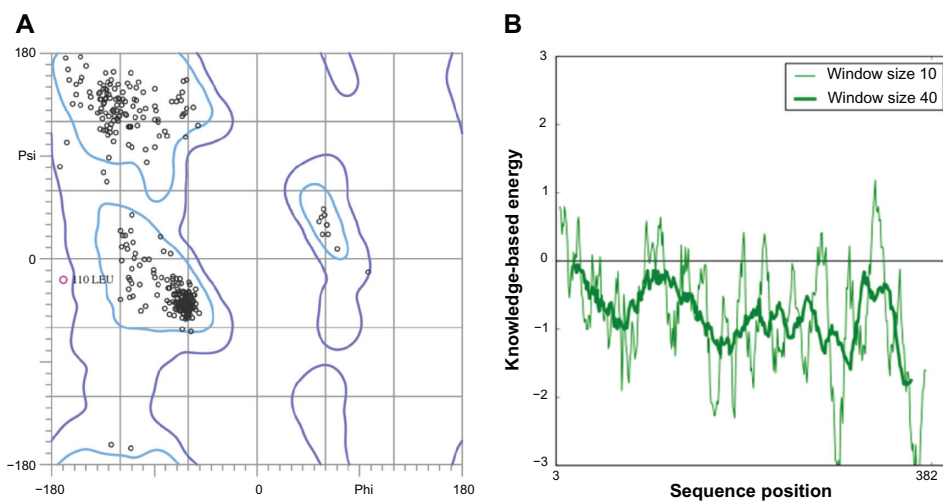 A
180
Psi
0
110 LEU
−180
−180
0
Phi
180
B
3
2
1
0
−1
−2
−3
Knowledge-based energy
Window size 10
Window size 40
3
382
Sequence position